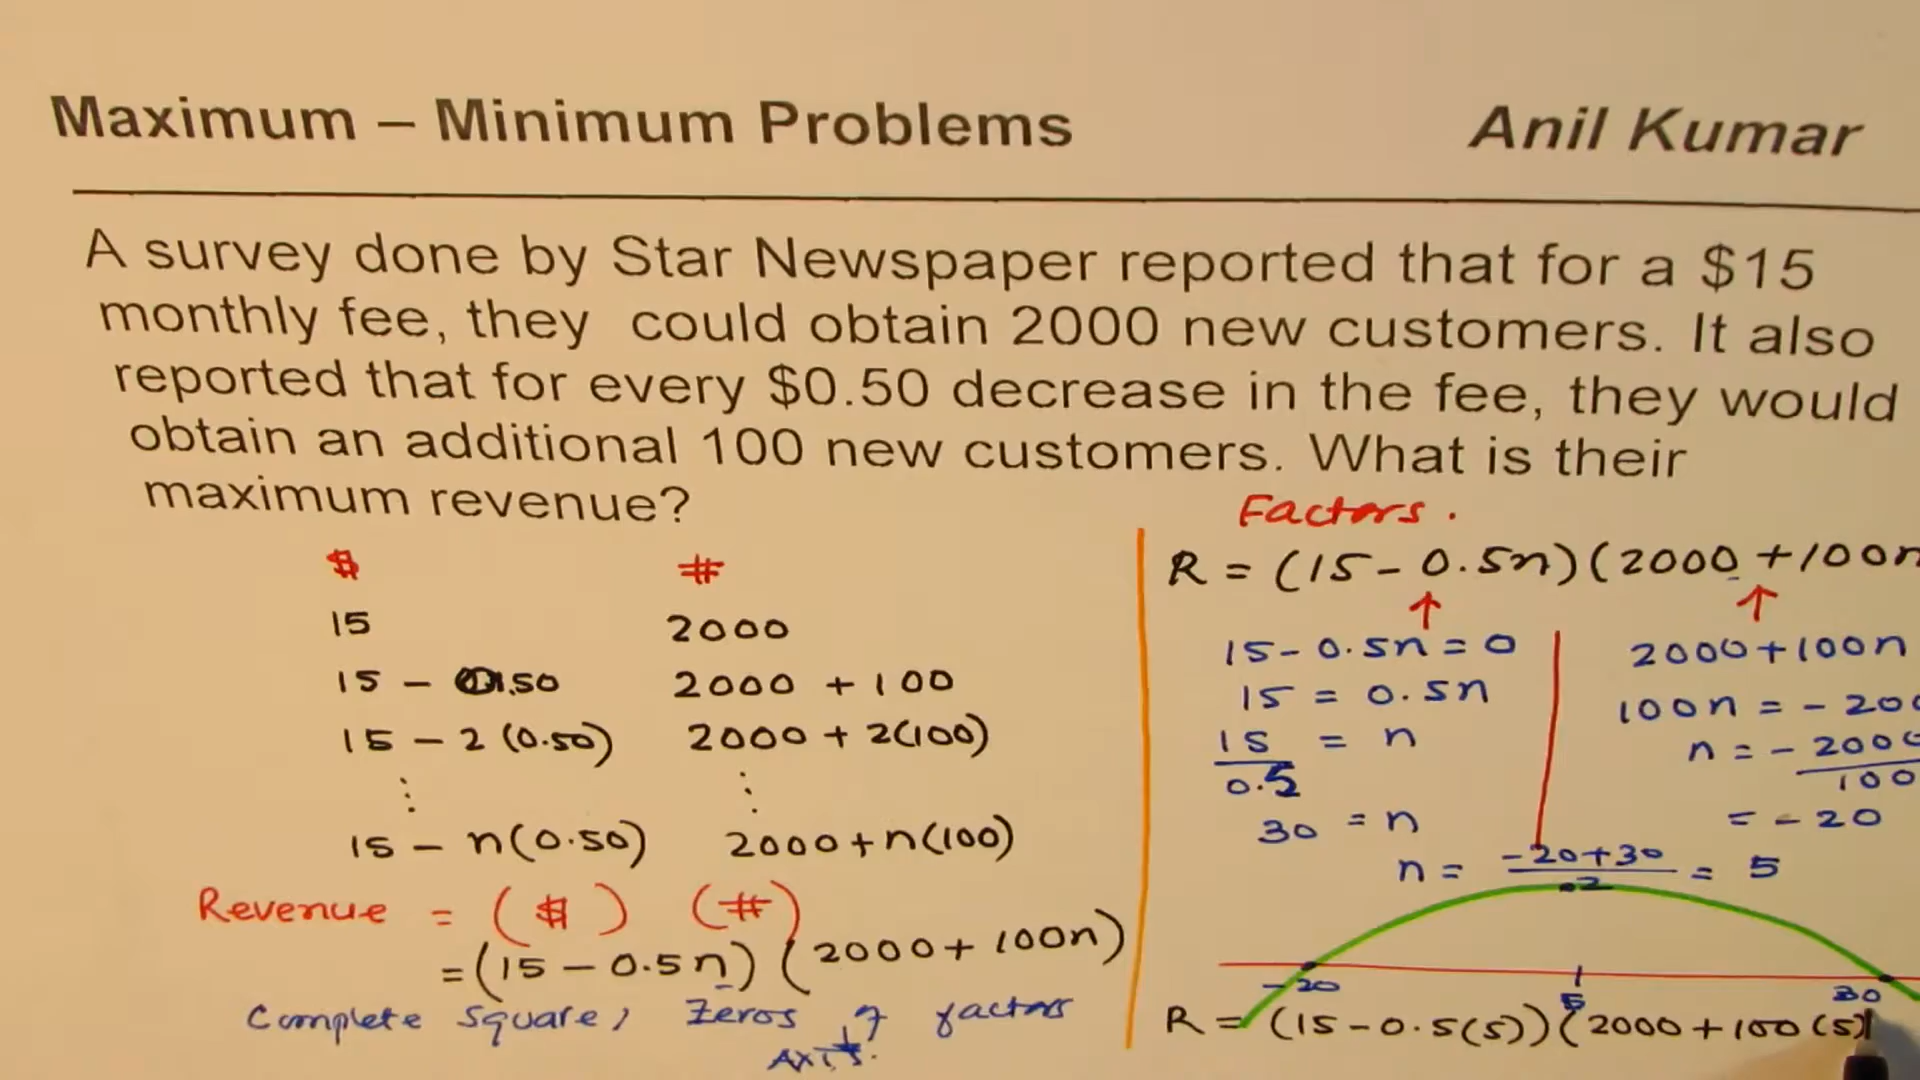 Maximum – Minimum Problems
Anil Kumar
A survey done by Star Newspaper reported that for a $15
monthly fee, they could obtain 2000 new customers. It also
reported that for every $0.50 decrease in the fee, they would
obtain an additional 100 new customers. What is their
maximum revenue?
$ #
15 2000
15 – 0.50 2000 + 100
15 – 2 (0.50) 2000 + 2(100)
⋮ ⋮
15 – n(0.50) 2000 + n(100)
Revenue = ($) (#)
= (15 – 0.5n) (2000 + 100n)
Complete Square, Zeros of factors
AXIS.
Factors.
R = (15 – 0.5n)(2000 + 100n
↑ ↑
15 – 0.5n = 0
15 = 0.5n
15/0.5 = n
30 = n
2000 + 100n
100n = – 200
n = – 2000/100
= – 20
n = (–20+30)/2 = 5
–20 5 30
R = (15 – 0.5(5))(2000 + 100(5)